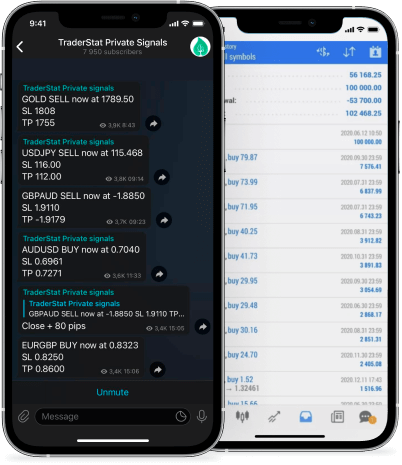 9:41
TraderStat Private Signals
7 950 subscribers
TraderStat Private signals
GOLD SELL now at 1789.50
SL 1808
TP 1755
3,9K 8:43
TraderStat Private signals
USDJPY SELL now at 115.468
SL 116.00
TP 112.00
3,8K 09:14
GBPAUD SELL now at -1.8850
SL 1.9110
TP -1.9179
3,7K 09:23
TraderStat Private signals
AUDUSD BUY now at 0.7040
SL 0.6961
TP 0.7271
3,6K 11:33
TraderStat Private signals
TraderStat Private signals
GBPAUD SELL now at -1.8850 SL 1.9110 TP...
Close + 80 pips
3,4K 15:05
EURGBP BUY now at 0.8323
SL 0.8250
TP 0.8600
3,4K 15:06
Unmute
Message
tory
l symbols
56 168.25
100 000.00
wal:
-53 700.00
102 468.25
2020.06.12 10:50
100 000.00
, buy 79.87
2020.09.30 23:59
7 576.41
, buy 73.99
2020.07.31 23:59
6 837.99
, buy 71.95
2020.07.31 23:59
6 743.23
, buy 40.25
2020.08.31 23:59
3 912.82
, buy 41.73
2020.10.31 23:59
3 891.83
, buy 29.95
2020.09.30 23:59
3 054.69
, buy 29.48
2020.06.30 23:59
2 868.17
, buy 30.16
2020.08.31 23:59
2 851.31
, buy 24.70
2020.11.30 23:59
2 405.08
, buy 1.52
→ 1.32461
2020.12.11 17:43
1 516.96
buy 15.66